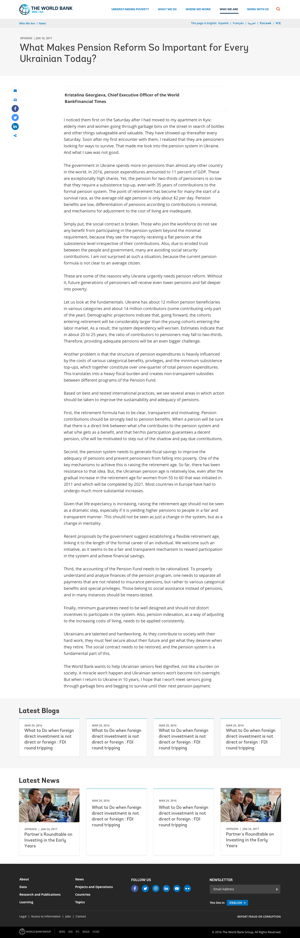 THE WORLD BANK
IBRD • IDA
UNDERSTANDING POVERTY
WHAT WE DO
WHERE WE WORK
WHO WE ARE
WORK WITH US
Who We Are / News
This page in English Español Français عربي Русский 中文
OPINION / JUN 19, 2017
What Makes Pension Reform So Important for Every
Ukrainian Today?
Kristalina Georgieva, Chief Executive Officer of the World
BankFinancial Times
I noticed them first on the Saturday after I had moved to my apartment in Kyiv:
elderly men and women going through garbage bins on the street in search of bottles
and other things salvageable and valuable. They have showed up thereafter every
Saturday. Soon after my first encounter with them, I realized that they are pensioners
looking for ways to survive. That made me look into the pension system in Ukraine.
And what I saw was not good.
The government in Ukraine spends more on pensions than almost any other country
in the world. In 2016, pension expenditures amounted to 11 percent of GDP. These
are exceptionally high shares. Yet, the pension for two-thirds of pensioners is so low
that they require a subsistence top-up, even with 35 years of contributions to the
formal pension system. The point of retirement has become for many the start of a
survival race, as the average old age pension is only about €2 per day. Pension
benefits are low, differentiation of pensions according to contributions is minimal,
and mechanisms for adjustment to the cost of living are inadequate.
Simply put, the social contract is broken. Those who join the workforce do not see
any benefit from participating in the pension system beyond the minimal
requirement, because they see the majority receiving a flat pension at the
subsistence level irrespective of their contributions. Also, due to eroded trust
between the people and government, many are avoiding social security
contributions. I am not surprised at such a situation, because the current pension
formula is not clear to an average citizen.
These are some of the reasons why Ukraine urgently needs pension reform. Without
it, future generations of pensioners will receive even lower pensions and fall deeper
into poverty.
Let us look at the fundamentals. Ukraine has about 12 million pension beneficiaries
in various categories and about 14 million contributors (some contributing only part
of the year). Demographic projections indicate that, going forward, the cohorts
entering retirement will be considerably larger than the young cohorts entering the
labor market. As a result, the system dependency will worsen. Estimates indicate that
in about 20 to 25 years, the ratio of contributors to pensioners may fall to two-thirds.
Therefore, providing adequate pensions will be an even bigger challenge.
Another problem is that the structure of pension expenditures is heavily influenced
by the costs of various categorical benefits, privileges, and the minimum subsistence
top-ups, which together constitute over one-quarter of total pension expenditures.
This translates into a heavy fiscal burden and creates non-transparent subsidies
between different programs of the Pension Fund.
Based on best and tested international practices, we see several areas in which action
should be taken to improve the sustainability and adequacy of pensions.
First, the retirement formula has to be clear, transparent and motivating. Pension
contributions should be strongly tied to pension benefits. When a person will be sure
that there is a direct link between what s/he contributes to the pension system and
what s/he gets as a benefit, and that her/his participation guarantees a decent
pension, s/he will be motivated to step out of the shadow and pay due contributions.
Second, the pension system needs to generate fiscal savings to improve the
adequacy of pensions and prevent pensioners from falling into poverty. One of the
key mechanisms to achieve this is raising the retirement age. So far, there has been
resistance to that idea. But, the Ukrainian pension age is relatively low, even after the
gradual increase in the retirement age for women from 55 to 60 that was initiated in
2011 and which will be completed by 2021. Most countries in Europe have had to
undergo much more substantial increases.
Given that life expectancy is increasing, raising the retirement age should not be seen
as a dramatic step, especially if it is yielding higher pensions to people in a fair and
transparent manner. This should not be seen as just a change in the system, but as a
change in mentality.
Recent proposals by the government suggest establishing a flexible retirement age,
linking it to the length of the formal career of an individual. We welcome such an
initiative, as it seems to be a fair and transparent mechanism to reward participation
in the system and achieve financial savings.
Third, the accounting of the Pension Fund needs to be rationalized. To properly
understand and analyze finances of the pension program, one needs to separate all
payments that are not related to insurance pensions, but rather to various categorical
benefits and special privileges. Those belong to social assistance instead of pensions,
and in many instances should be means-tested.
Finally, minimum guarantees need to be well designed and should not distort
incentives to participate in the system. Also, pension indexation, as a way of adjusting
to the increasing costs of living, needs to be applied consistently.
Ukrainians are talented and hardworking. As they contribute to society with their
hard work, they must feel secure about their future and get what they deserve when
they retire. The social contract needs to be restored, and the pension system is a
fundamental part of this.
The World Bank wants to help Ukrainian seniors feel dignified, not like a burden on
society. A miracle won't happen and Ukrainian seniors won't become rich overnight.
But when I return to Ukraine in 10 years, I hope that I won't meet seniors going
through garbage bins and begging to survive until their next pension payment.
Latest Blogs
What to Do when foreign direct investment is not direct or foreign : FDI round tripping
What to Do when foreign direct investment is not direct or foreign : FDI round tripping
What to Do when foreign direct investment is not direct or foreign : FDI round tripping
What to Do when foreign direct investment is not direct or foreign : FDI round tripping
Latest News
OPINION / JUN 20, 2017
Partner's Roundtable on Investing in the Early Years
What to Do when foreign direct investment is not direct or foreign : FDI round tripping
What to Do when foreign direct investment is not direct or foreign : FDI round tripping
OPINION / JUN 20, 2017
Partner's Roundtable on Investing in the Early Years
About
Data
Research and Publications
Learning
News
Projects and Operations
Countries
Topics
FOLLOW US
NEWSLETTER
Email Address
This Site in: ENGLISH
Legal | Access to Information | Jobs | Contact
REPORT FRAUD OR CORRUPTION
WORLD BANK GROUP
IBRD IDA IFC MIGA ICSID
© 2016 The World Bank Group, All Rights Reserved.